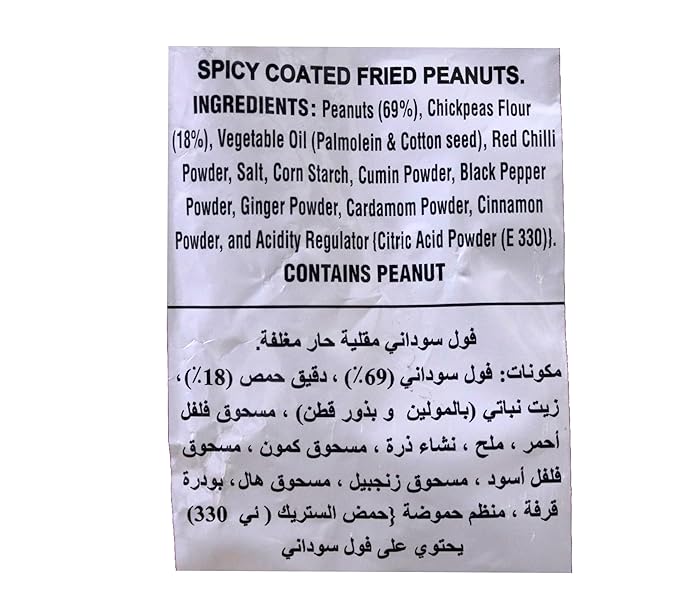 SPICY COATED FRIED PEANUTS.
INGREDIENTS: Peanuts (69%), Chickpeas Flour
(18%), Vegetable Oil (Palmolein & Cotton seed), Red Chilli
Powder, Salt, Corn Starch, Cumin Powder, Black Pepper
Powder, Ginger Powder, Cardamom Powder, Cinnamon
Powder, and Acidity Regulator {Citric Acid Powder (E 330)}.
CONTAINS PEANUT
فول سوداني مقلية حار مغلفة.
مكونات: فول سوداني (69٪) ، دقيق حمص (18٪)،
زيت نباتي (بالمولين و بذور قطن) ، مسحوق فلفل
أحمر ، ملح ، نشاء ذرة ، مسحوق كمون ، مسحوق
فلفل أسود ، مسحوق زنجبيل ، مسحوق هال، بودرة
قرفة ، منظم حموضة {حمض الستريك ( ئي 330)
يحتوي على فول سوداني